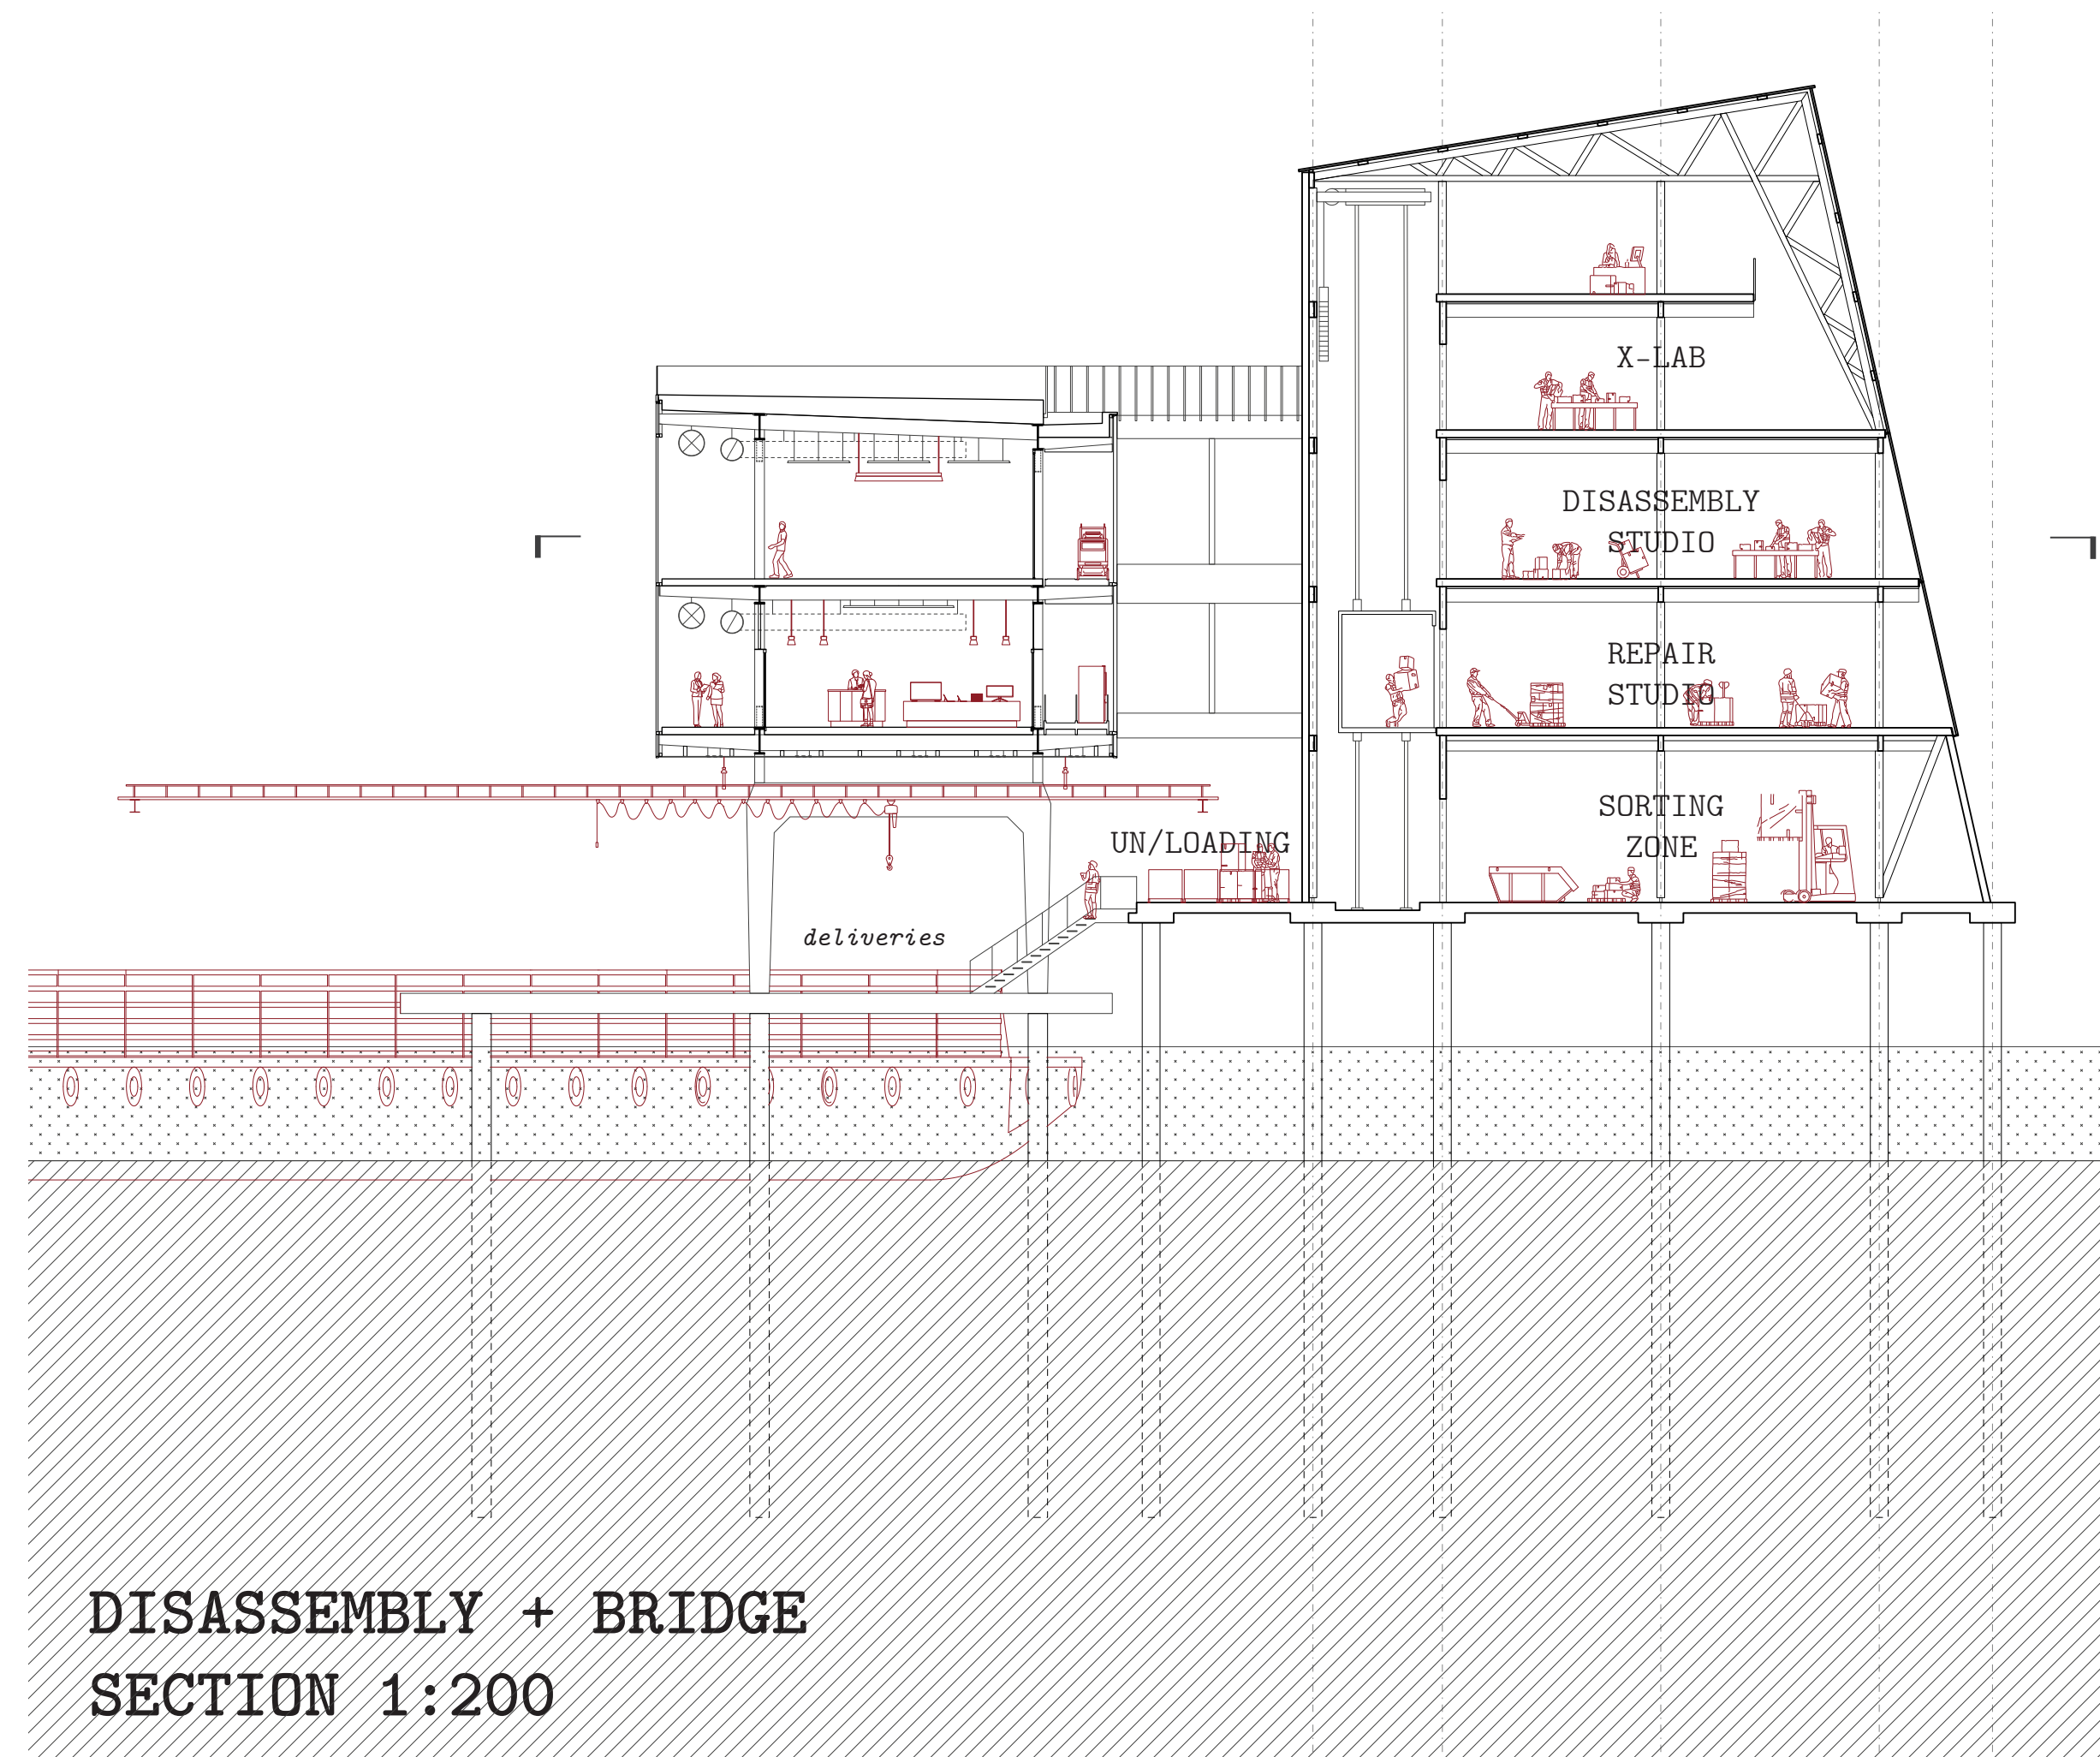 X-LAB
DISASSEMBLY
STUDIO
REPAIR
STUDIO
SORTING
ZONE
UN/LOADING
deliveries
DISASSEMBLY + BRIDGE
SECTION 1:200